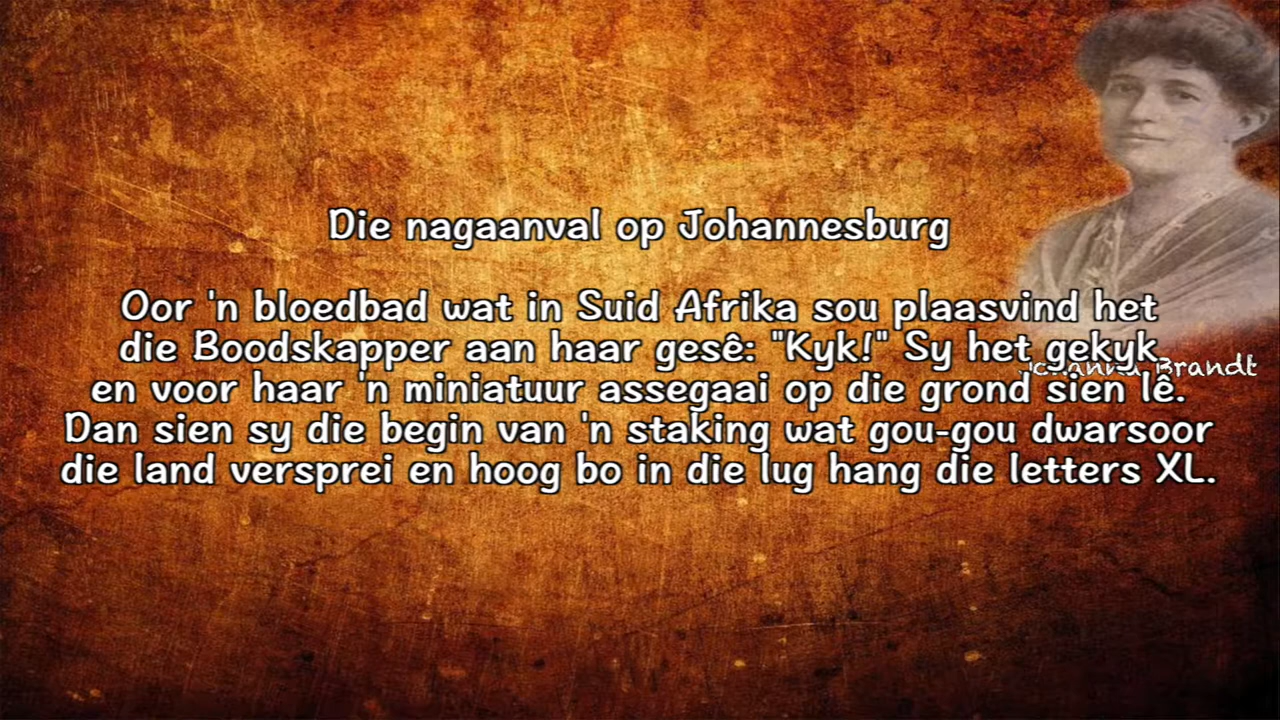 Die nagaanval op Johannesburg
Oor 'n bloedbad wat in Suid Afrika sou plaasvind het
die Boodskapper aan haar gesê: "Kyk!" Sy het gekyk
en voor haar 'n miniatuur assegaai op die grond sien lê.
Dan sien sy die begin van 'n staking wat gou-gou dwarsoor
die land versprei en hoog bo in die lug hang die letters XL.
Johanna Brandt